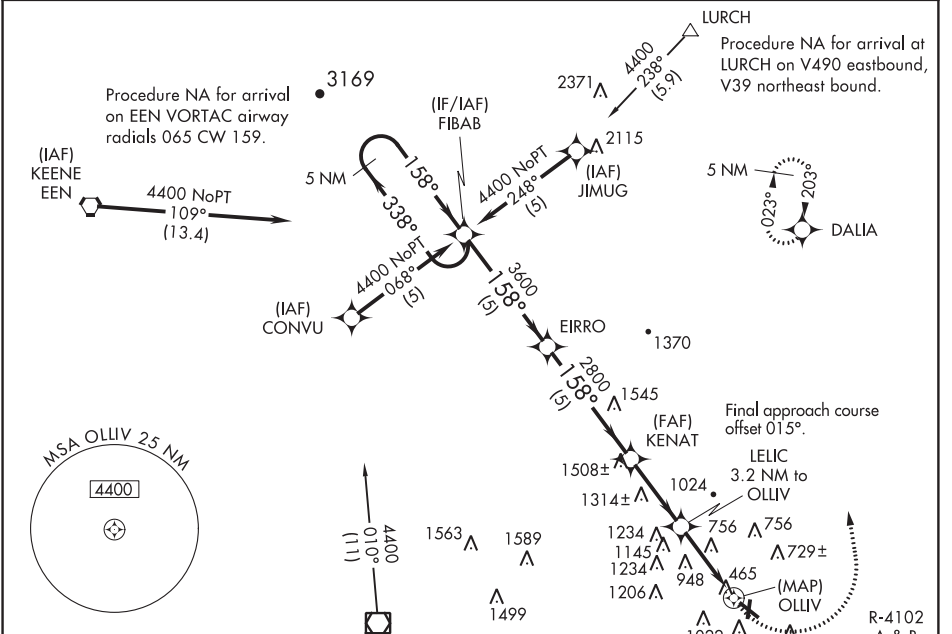 LURCH
Procedure NA for arrival at
LURCH on V490 eastbound,
V39 northeast bound.
4400
238°
(5.9)
3169
2371
Procedure NA for arrival
on EEN VORTAC airway
radials 065 CW 159.
(IF/IAF)
FIBAB
2115
(IAF)
JIMUG
(IAF)
KEENE
EEN
4400 NoPT
109°
(13.4)
5 NM
158°
338°
4400 NoPT
248°
(5)
5 NM
023°
203°
DALIA
4400 NoPT
068°
(5)
(IAF)
CONVU
3600
158°
(5)
EIRRO
1370
2800
158°
(5)
1545
(FAF)
KENAT
Final approach course
offset 015°.
LELIC
3.2 NM to
OLLIV
MSA OLLIV 25 NM
4400
1508±
1314±
1024
4400
010°
(11)
1563
1589
1499
1234
1145
1234
1206
948
756
756
729±
465
(MAP)
OLLIV
R-4102